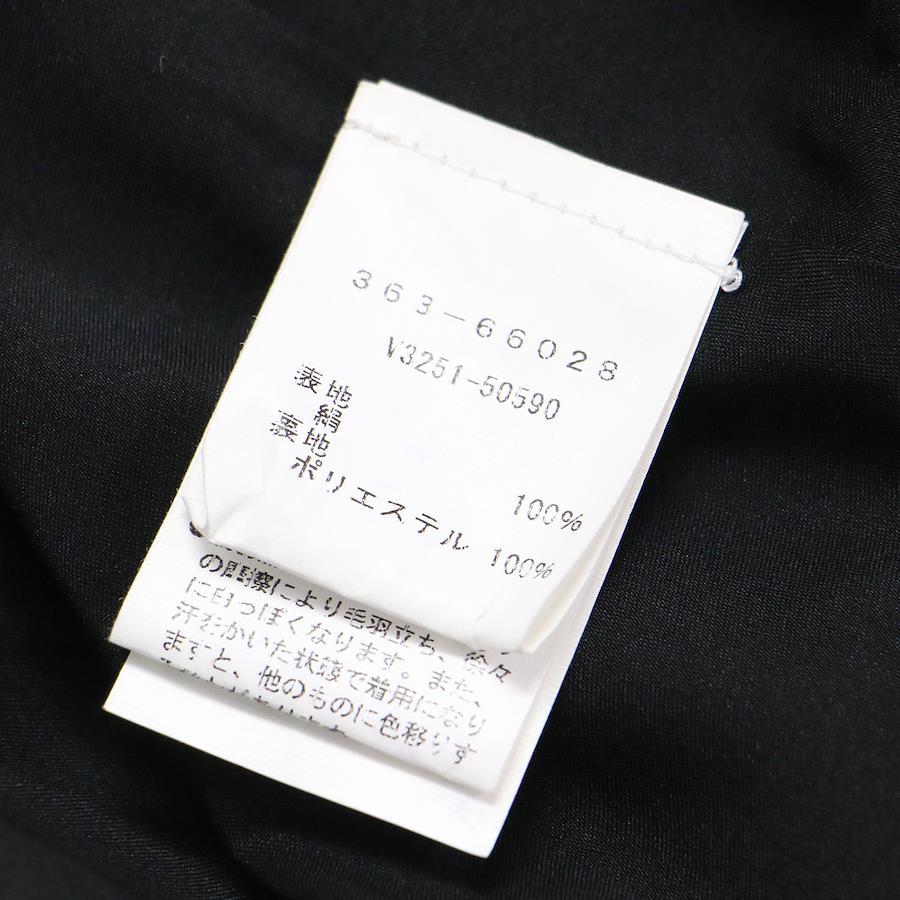 363-66028
V3251-50590
表地
絹 100%
裏地
ポリエステル 100%
の摩擦により毛羽立ち、徐々
に白っぽくなります。また、
汗をかいた状態で着用になり
ますと、他のものに色移りす